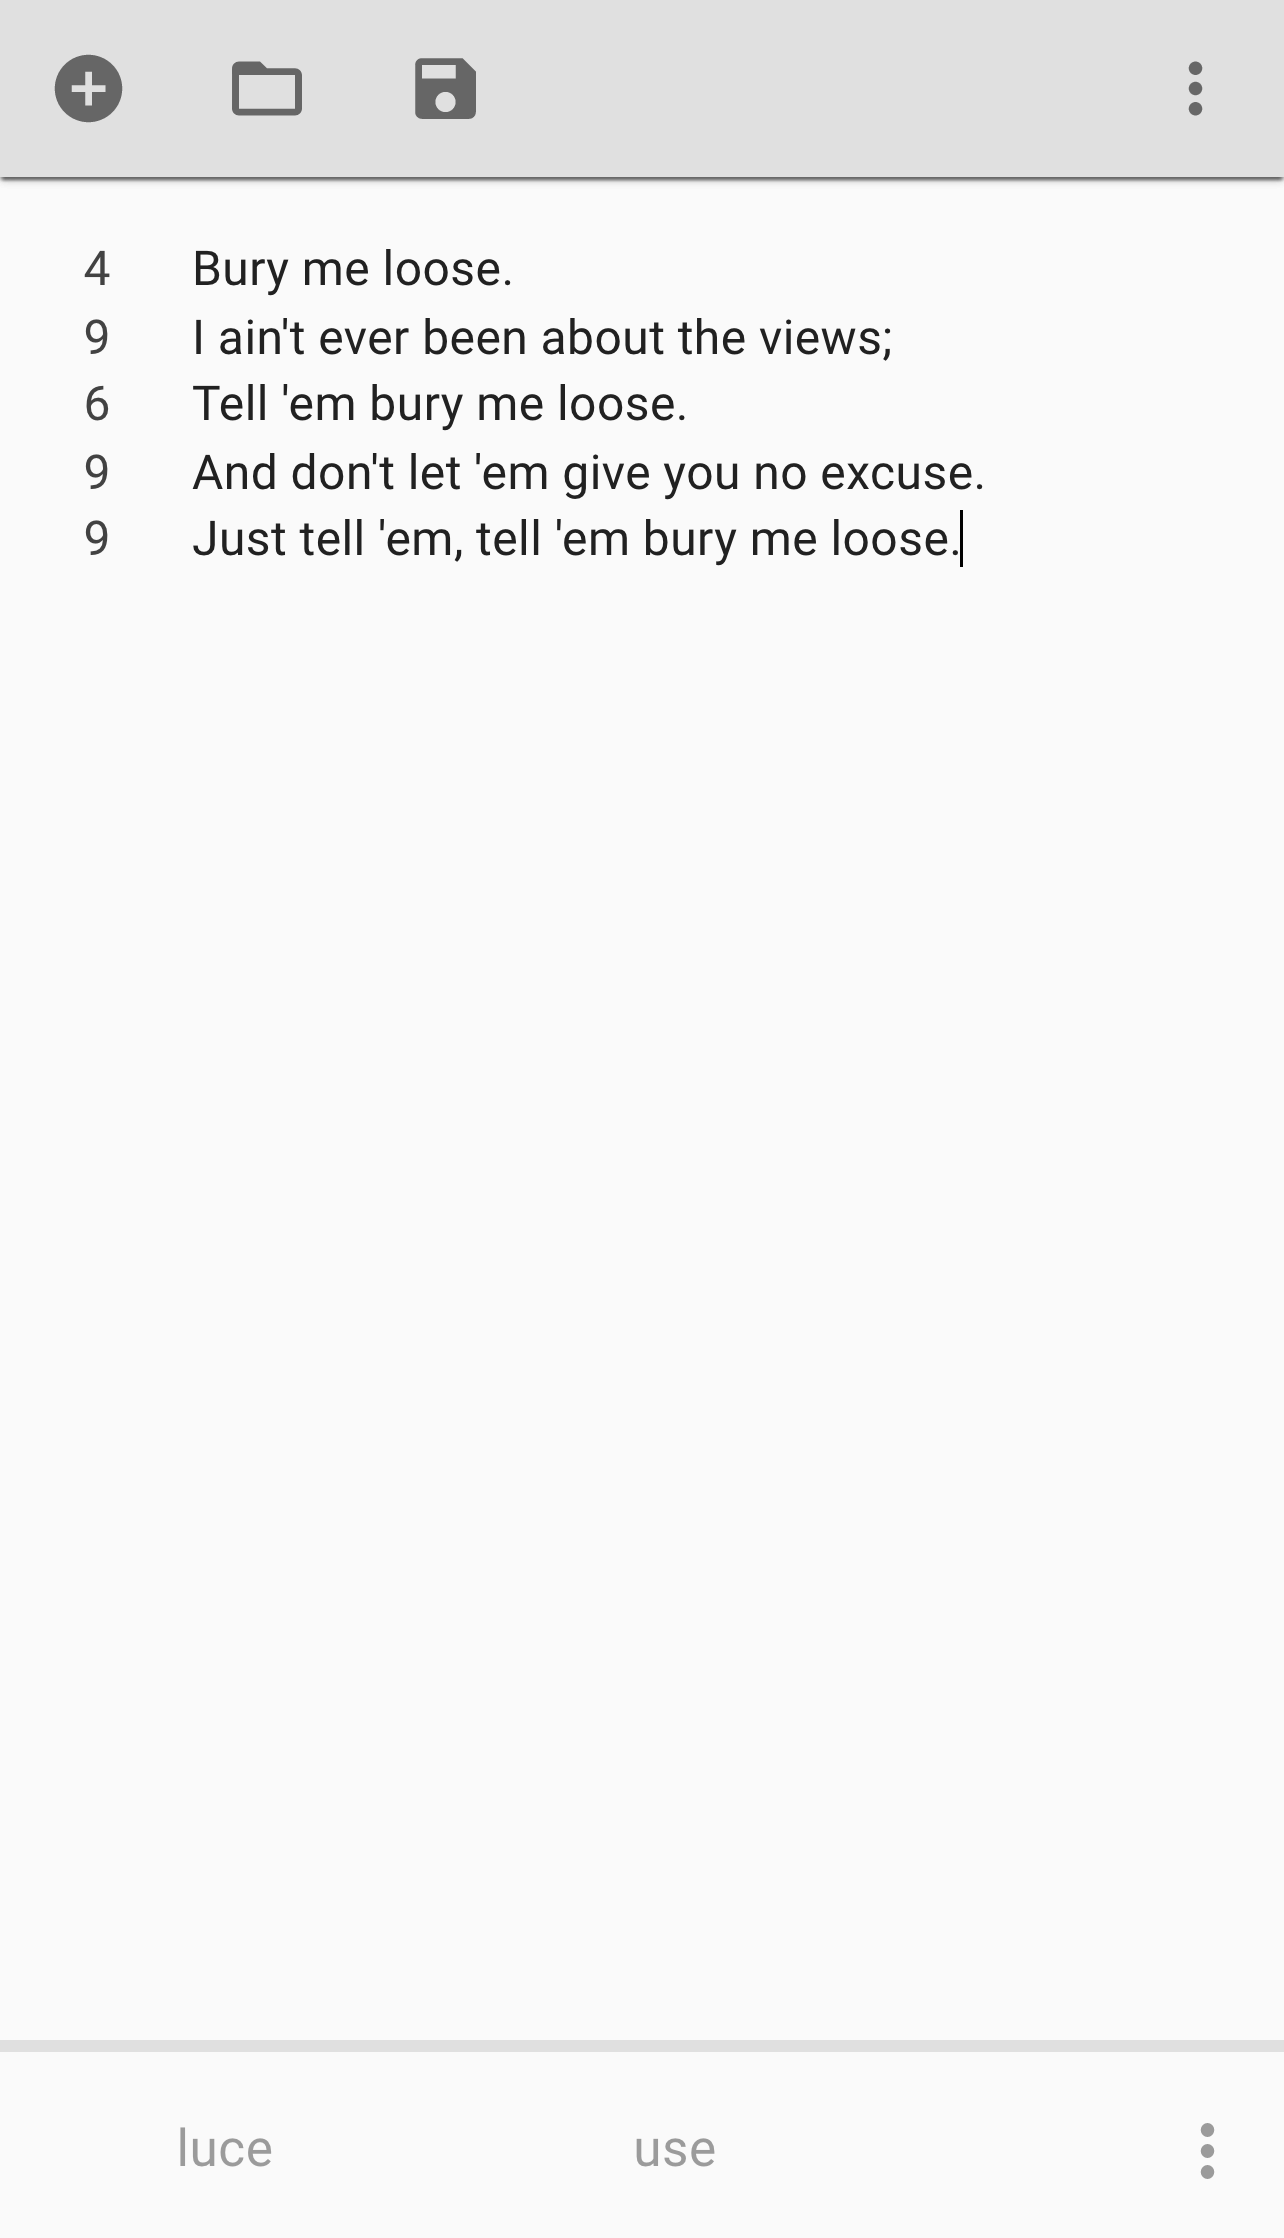 4 Bury me loose.
9 I ain't ever been about the views;
6 Tell 'em bury me loose.
9 And don't let 'em give you no excuse.
9 Just tell 'em, tell 'em bury me loose.
luce use